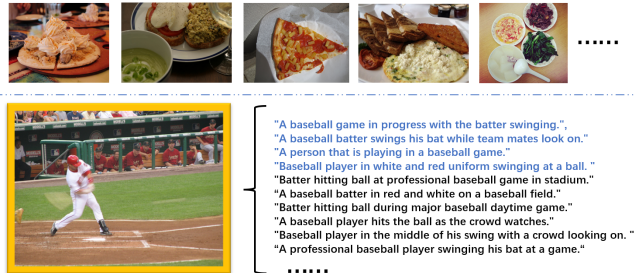 ......
"A baseball game in progress with the batter swinging.",
"A baseball batter swings his bat while team mates look on."
"A person that is playing in a baseball game."
"Baseball player in white and red uniform swinging at a ball. "
"Batter hitting ball at professional baseball game in stadium."
“A baseball batter in red and white on a baseball field."
"Batter hitting ball during major baseball daytime game."
"A baseball player hits the ball as the crowd watches."
"Baseball player in the middle of his swing with a crowd looking on. "
“A professional baseball player swinging his bat at a game.“
......